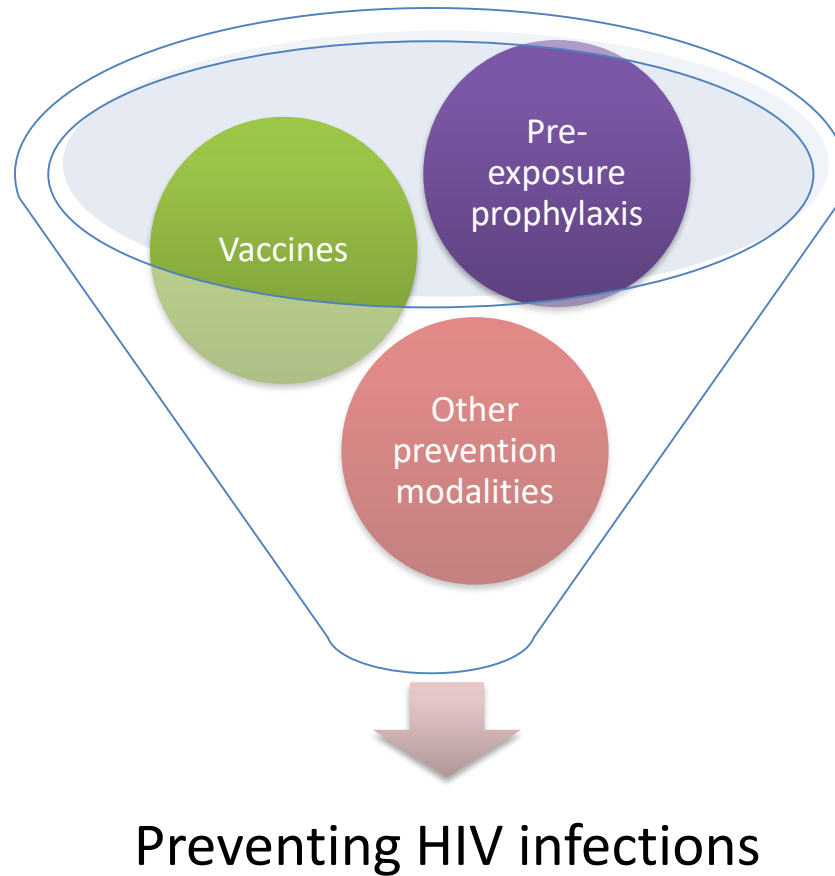 Pre-
exposure
prophylaxis
Vaccines
Other
prevention
modalities
Preventing HIV infections